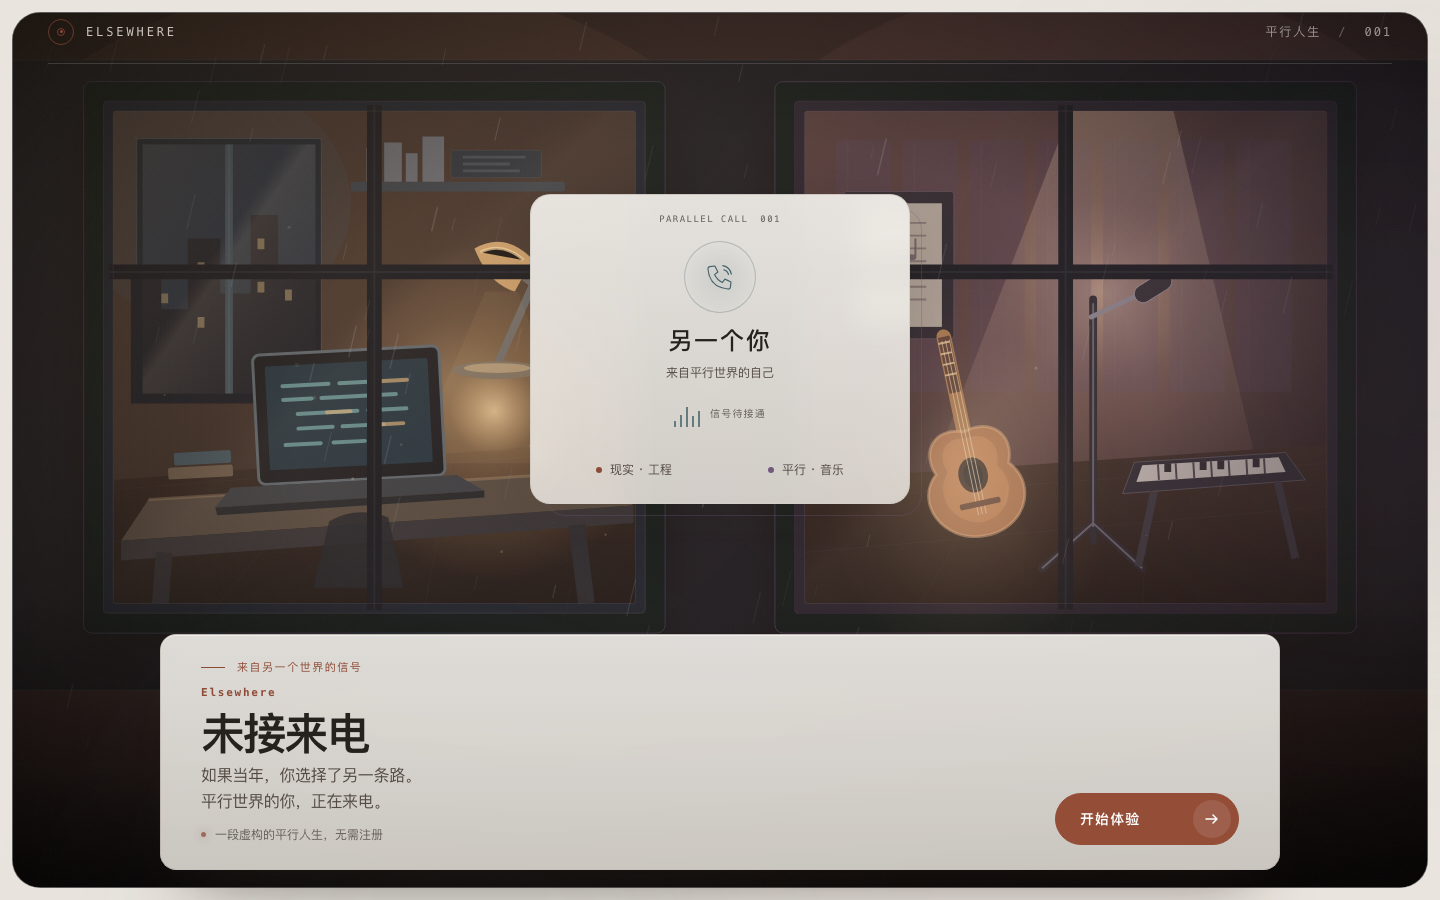 ELSEWHERE
平行人生 / 001
PARALLEL CALL 001
另一个你
来自平行世界的自己
信号待接通
现实 · 工程
平行 · 音乐
来自另一个世界的信号
Elsewhere
未接来电
如果当年，你选择了另一条路。
平行世界的你，正在来电。
一段虚构的平行人生，无需注册
开始体验